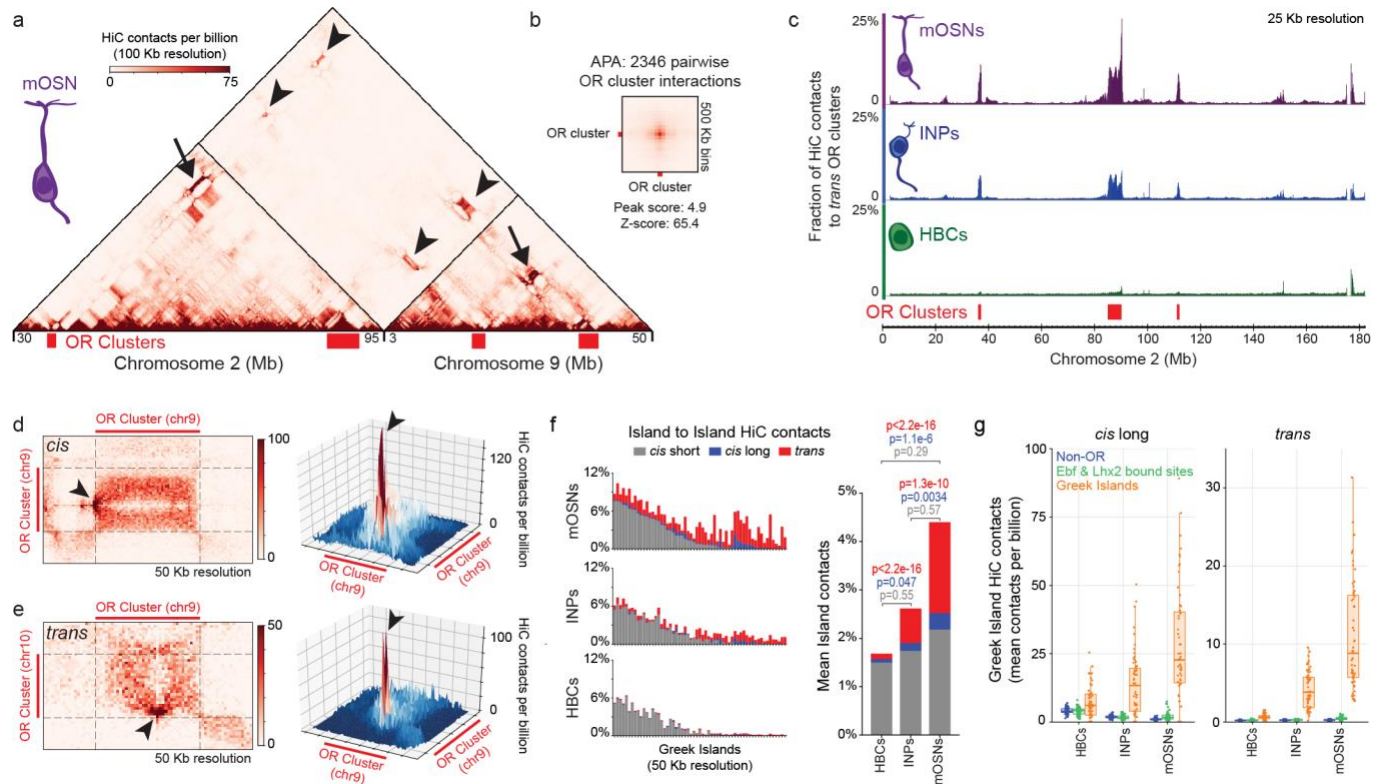 a
HiC contacts per billion
(100 Kb resolution)
0 75
mOSN
30 95 3 50
OR Clusters
Chromosome 2 (Mb) Chromosome 9 (Mb)
b
APA: 2346 pairwise
OR cluster interactions
OR cluster
500 Kb bins
OR cluster
Peak score: 4.9
Z-score: 65.4
c
25 Kb resolution
Fraction of HiC contacts
to trans OR clusters
25%
mOSNs
0
25%
INPs
0
25%
HBCs
0
OR Clusters
0 20 40 60 80 100 120 140 160 180
Chromosome 2 (Mb)
d
OR Cluster (chr9)
cis
OR Cluster (chr9)
100
0
50 Kb resolution
HiC contacts per billion
120
60
0
OR Cluster
(chr9)
OR Cluster
(chr9)
e
OR Cluster (chr9)
trans
OR Cluster (chr10)
50
0
50 Kb resolution
HiC contacts per billion
100
50
0
OR Cluster
(chr9)
OR Cluster
(chr10)
f
Island to Island HiC contacts
cis short cis long trans
mOSNs
12%
6%
0%
INPs
12%
6%
0%
HBCs
12%
6%
0%
Greek Islands
(50 Kb resolution)
p<2.2e-16
p=1.1e-6
p=0.29
p=1.3e-10
p=0.0034
p=0.57
p<2.2e-16
p=0.047
p=0.55
Mean Island contacts
5%
4%
3%
2%
1%
0%
HBCs
INPs
mOSNs
g
cis long trans
Non-OR
Ebf & Lhx2 bound sites
Greek Islands
Greek Island HiC contacts
(mean contacts per billion)
100
75
50
25
0
HBCs
INPs
mOSNs
30
20
10
0
HBCs
INPs
mOSNs